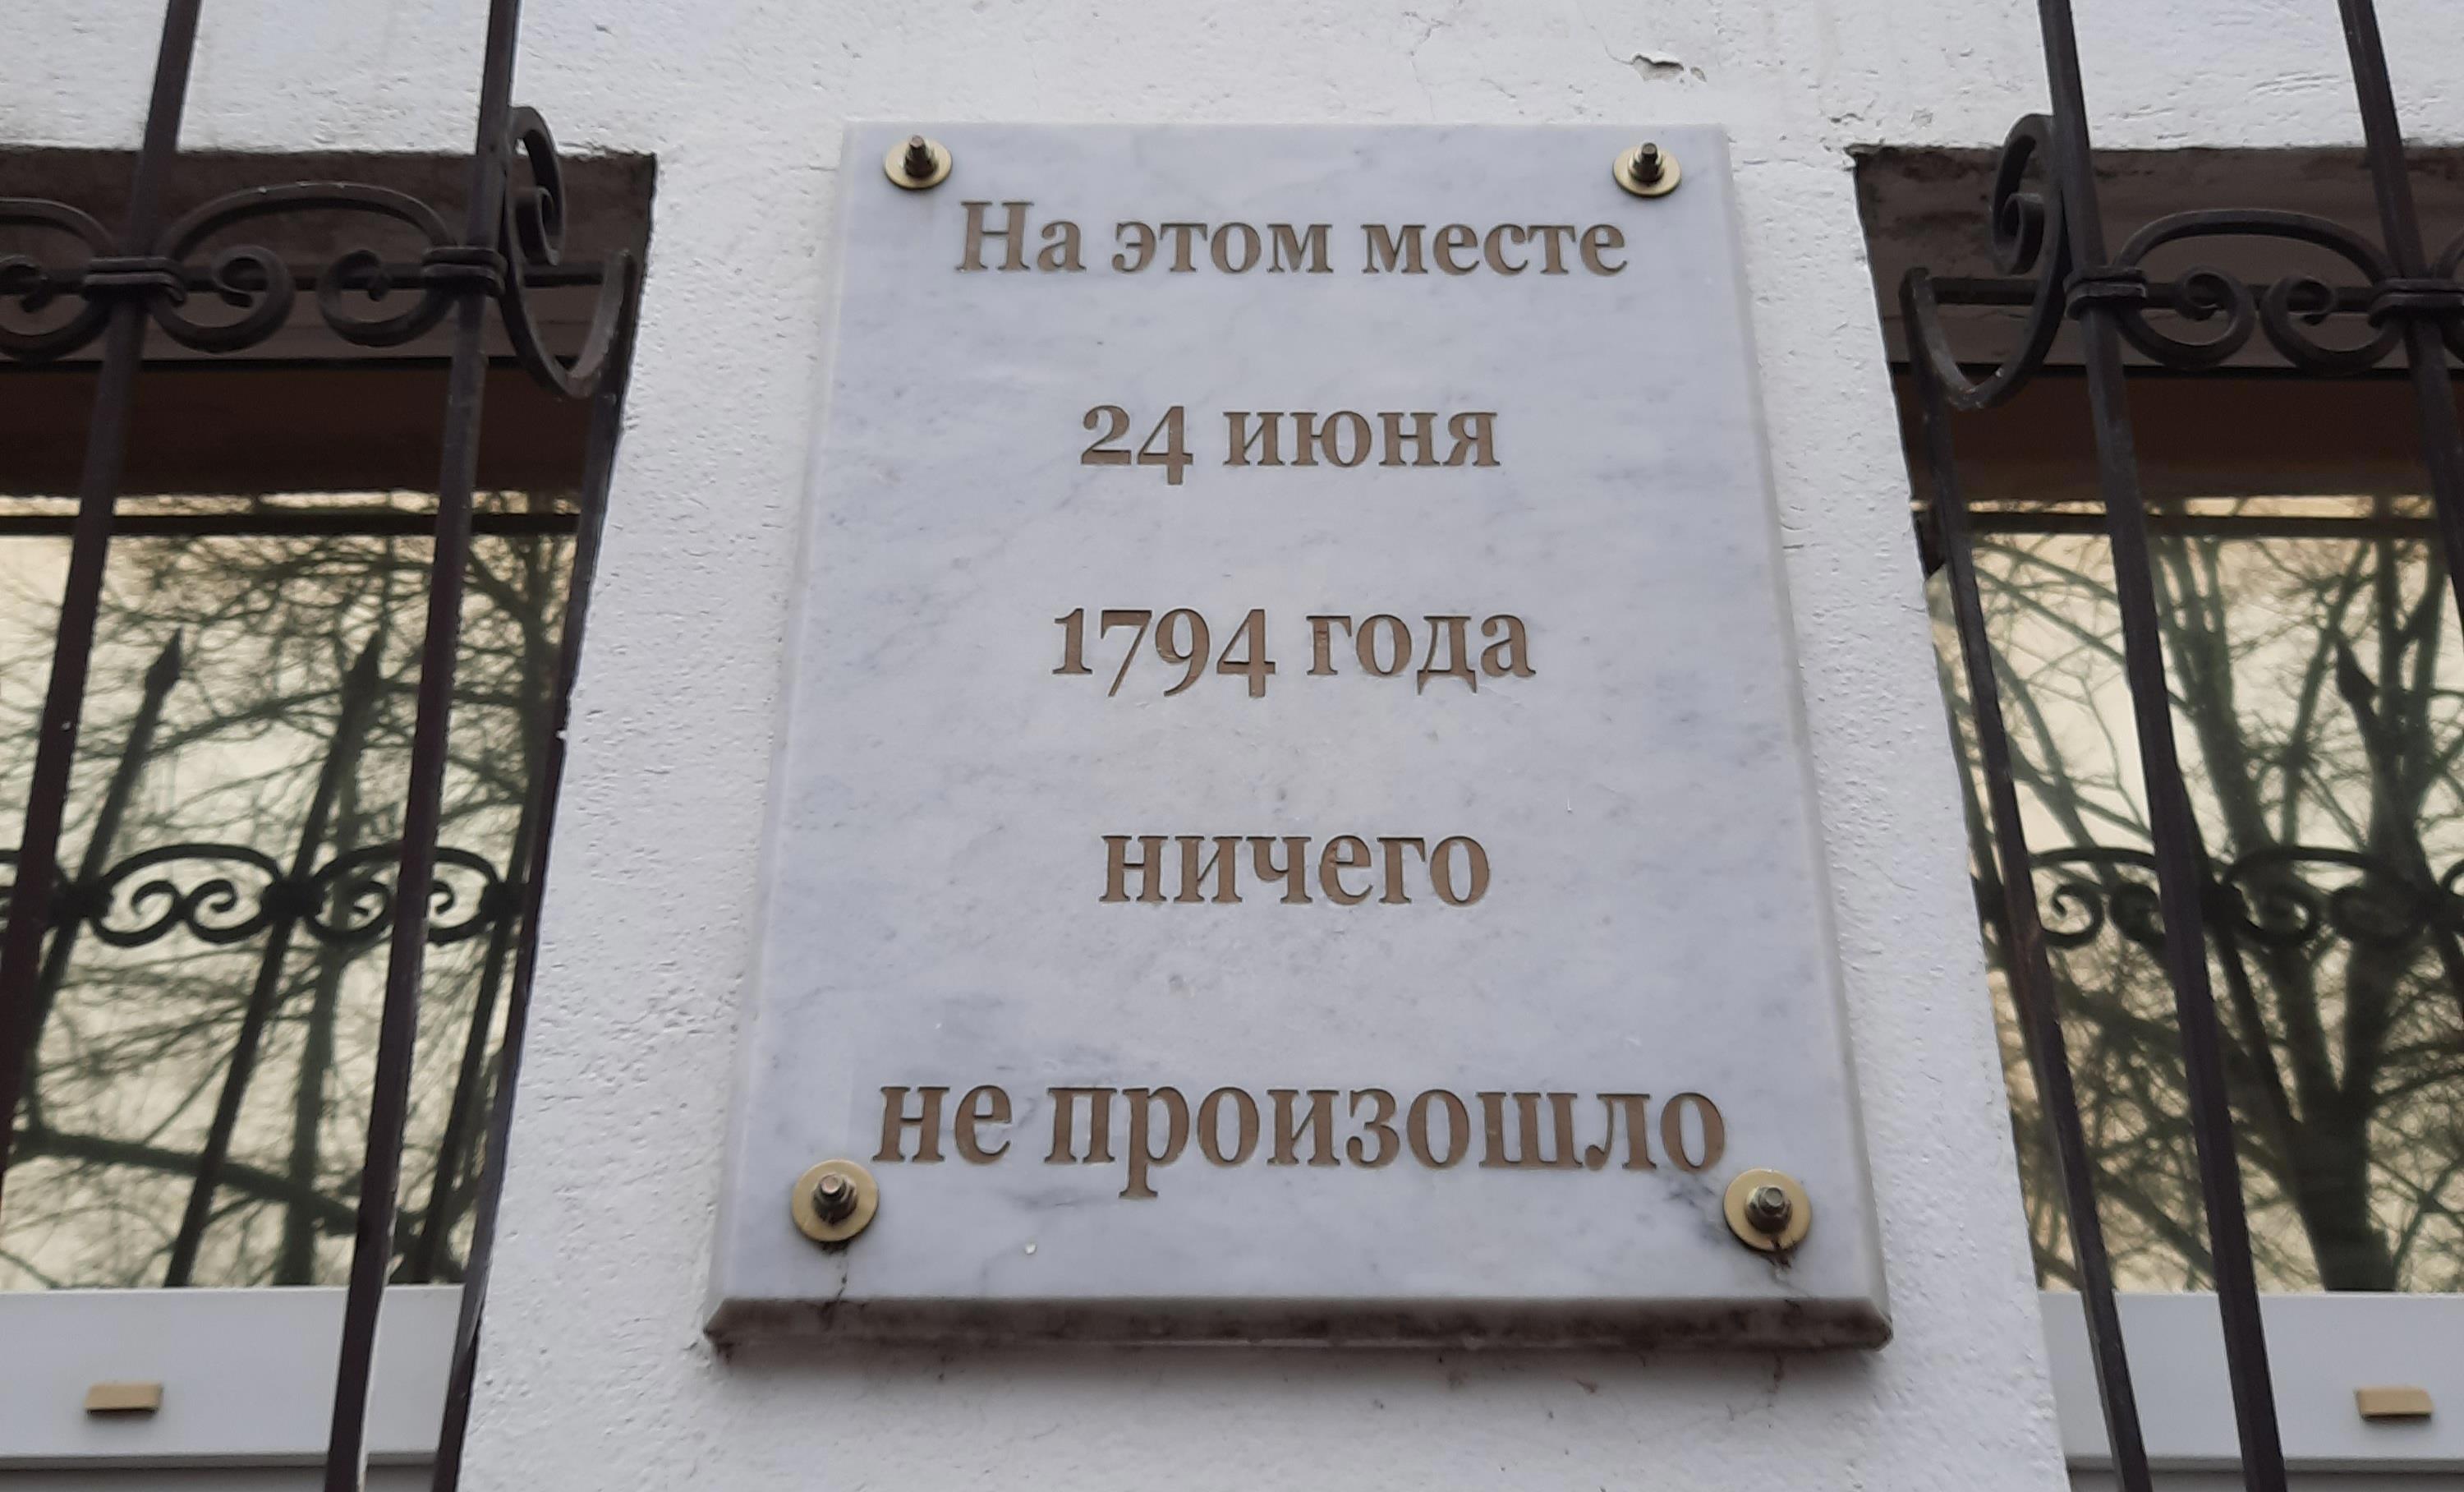 На этом месте
24 июня
1794 года
ничего
не произошло